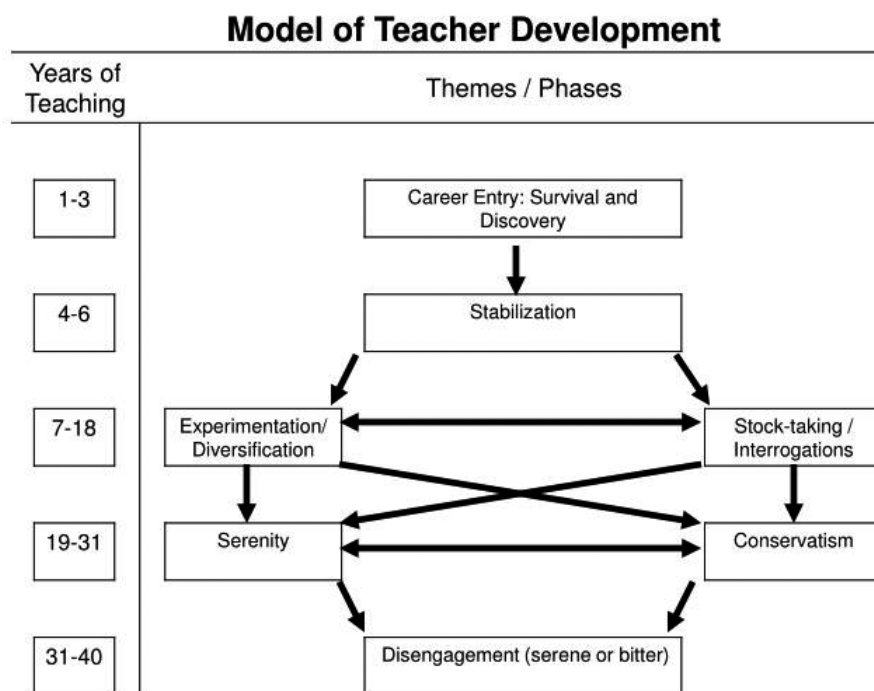 Model of Teacher Development
Years of
Teaching
Themes / Phases
1-3
Career Entry: Survival and
Discovery
4-6
Stabilization
7-18
Experimentation/
Diversification
Stock-taking /
Interrogations
19-31
Serenity
Conservatism
31-40
Disengagement (serene or bitter)